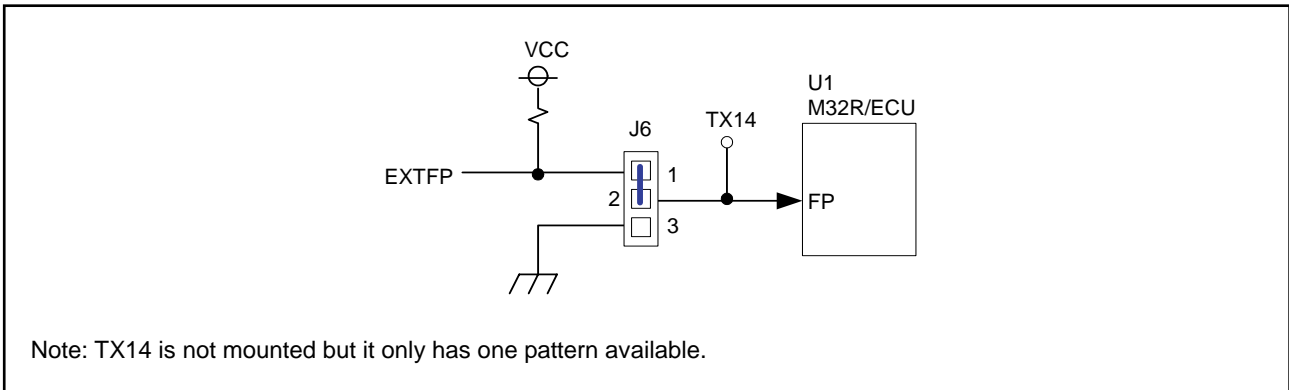 VCC
U1
M32R/ECU
J6
TX14
EXTFP
1
2
FP
3
Note: TX14 is not mounted but it only has one pattern available.